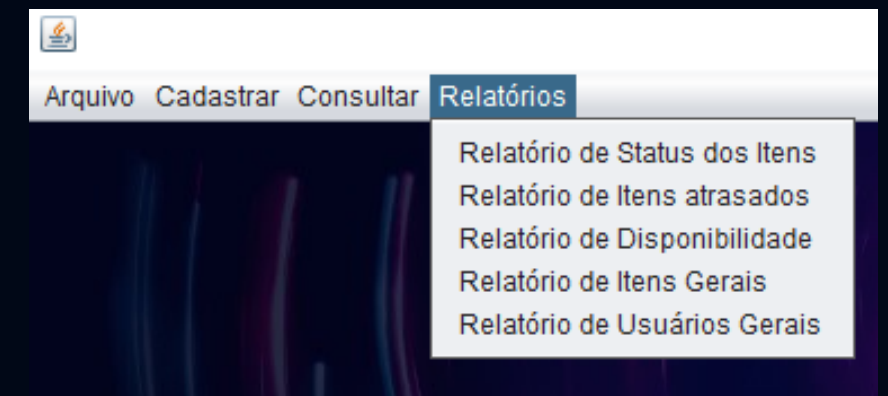 Arquivo Cadastrar Consultar Relatórios
Relatório de Status dos Itens
Relatório de Itens atrasados
Relatório de Disponibilidade
Relatório de Itens Gerais
Relatório de Usuários Gerais